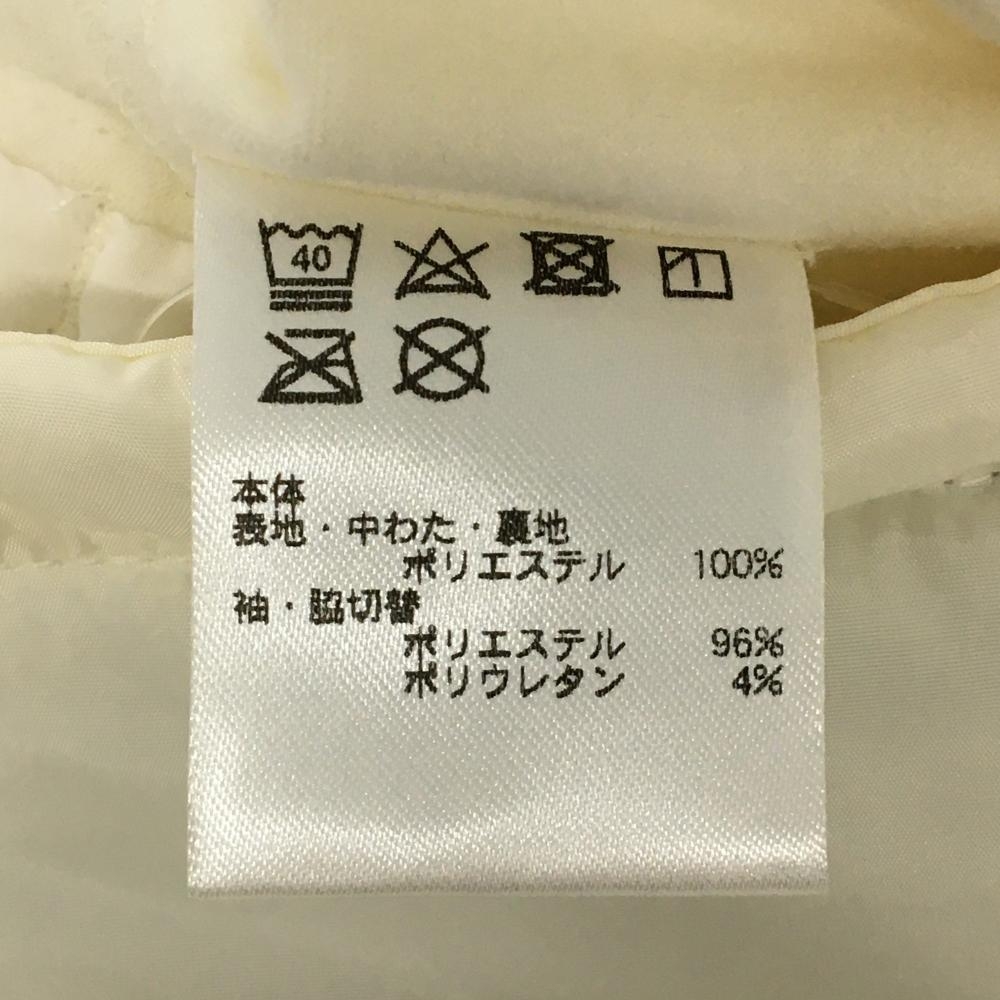 40
本体
表地・中わた・裏地
ポリエステル 100%
袖・脇切替
ポリエステル 96%
ポリウレタン 4%